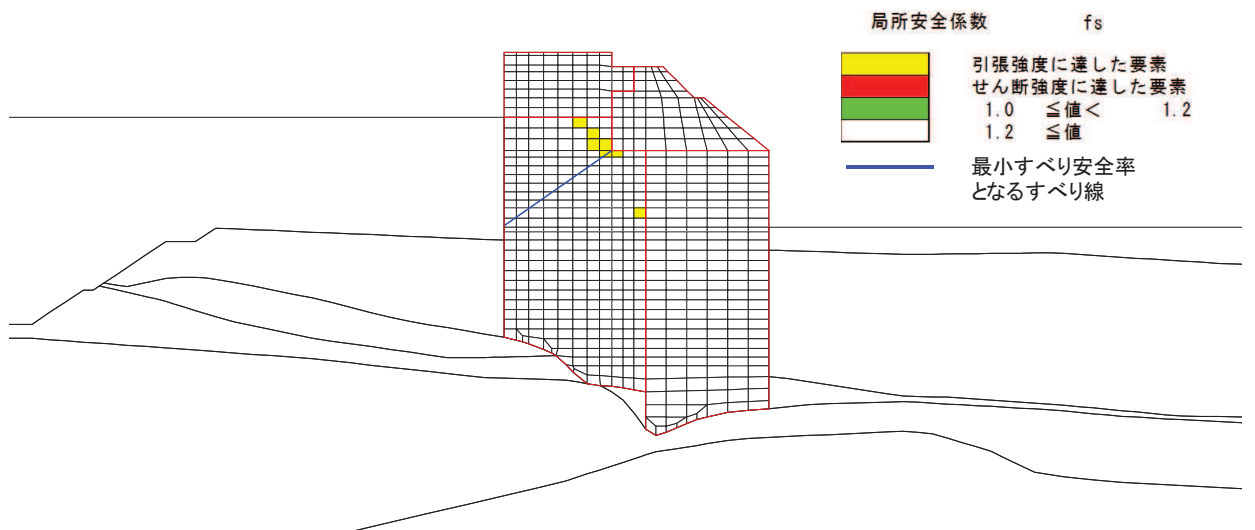 局所安全係数 fs
引張強度に達した要素
せん断強度に達した要素
1.0 ≦値< 1.2
1.2 ≦値
最小すべり安全率
となるすべり線